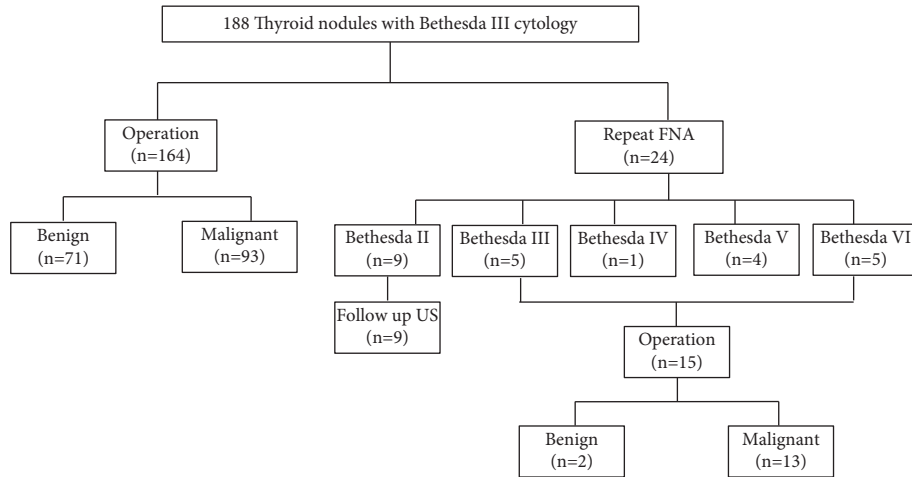 188 Thyroid nodules with Bethesda III cytology
Operation
(n=164)
Repeat FNA
(n=24)
Benign
(n=71)
Malignant
(n=93)
Bethesda II
(n=9)
Bethesda III
(n=5)
Bethesda IV
(n=1)
Bethesda V
(n=4)
Bethesda VI
(n=5)
Follow up US
(n=9)
Operation
(n=15)
Benign
(n=2)
Malignant
(n=13)